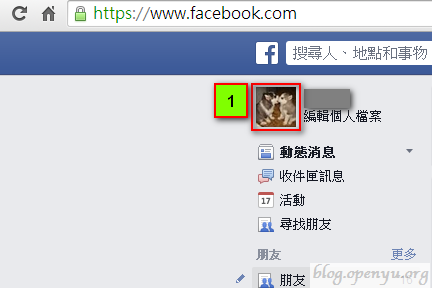 https://www.facebook.com
f
搜尋人、地點和事物
1
編輯個人檔案
動態消息
收件匣訊息
17
活動
尋找朋友
朋友
更多
朋友
blog.openyu.org